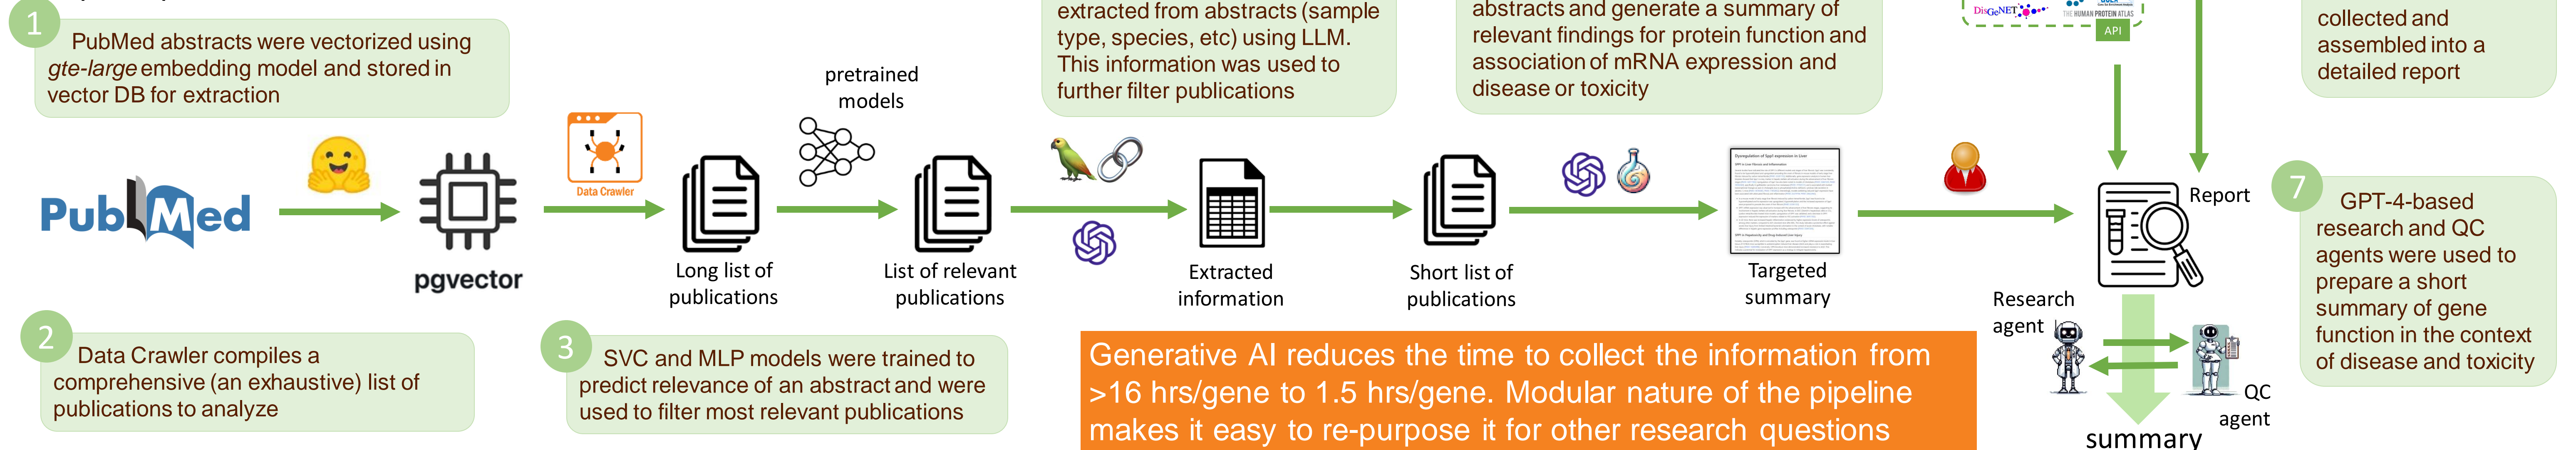 1
PubMed abstracts were vectorized using
gte-large embedding model and stored in
vector DB for extraction
extracted from abstracts (sample
type, species, etc) using LLM.
This information was used to
further filter publications
abstracts and generate a summary of
relevant findings for protein function and
association of mRNA expression and
disease or toxicity
DisGeNET
THE HUMAN PROTEIN ATLAS
API
collected and
assembled into a
detailed report
pretrained
models
Data Crawler
PubMed
pgvector
Long list of
publications
List of relevant
publications
Extracted
information
Short list of
publications
Targeted
summary
Report
7
GPT-4-based
research and QC
agents were used to
prepare a short
summary of gene
function in the context
of disease and toxicity
2
Data Crawler compiles a
comprehensive (an exhaustive) list of
publications to analyze
3
SVC and MLP models were trained to
predict relevance of an abstract and were
used to filter most relevant publications
Generative AI reduces the time to collect the information from
>16 hrs/gene to 1.5 hrs/gene. Modular nature of the pipeline
makes it easy to re-purpose it for other research questions
Research
agent
QC
agent
summary